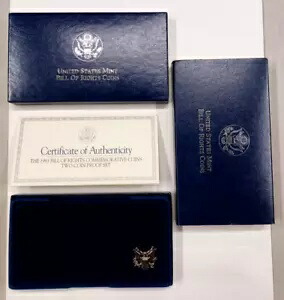 UNITED STATES MINT
BILL OF RIGHTS COINS
Certificate of Authenticity
THE 1993 BILL OF RIGHTS COMMEMORATIVE COINS
TWO COIN PROOF SET
UNITED STATES MINT
BILL OF RIGHTS COINS